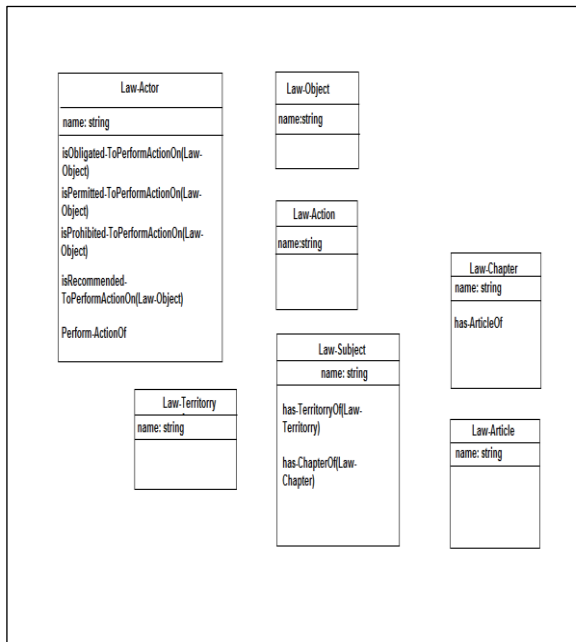 Law-Actor
name: string
isObligated-ToPerformActionOn(Law-
Object)
isPermitted-ToPerformActionOn(Law-
Object)
isProhibited-ToPerformActionOn(Law-
Object)
isRecommended-
ToPerformActionOn(Law-Object)
Perform-ActionOf
Law-Object
name:string
Law-Action
name:string
Law-Chapter
name: string
has-ArticleOf
Law-Subject
name: string
has-TerritorryOf(Law-
Territorry)
has-ChapterOf(Law-
Chapter)
Law-Territorry
name: string
Law-Article
name: string